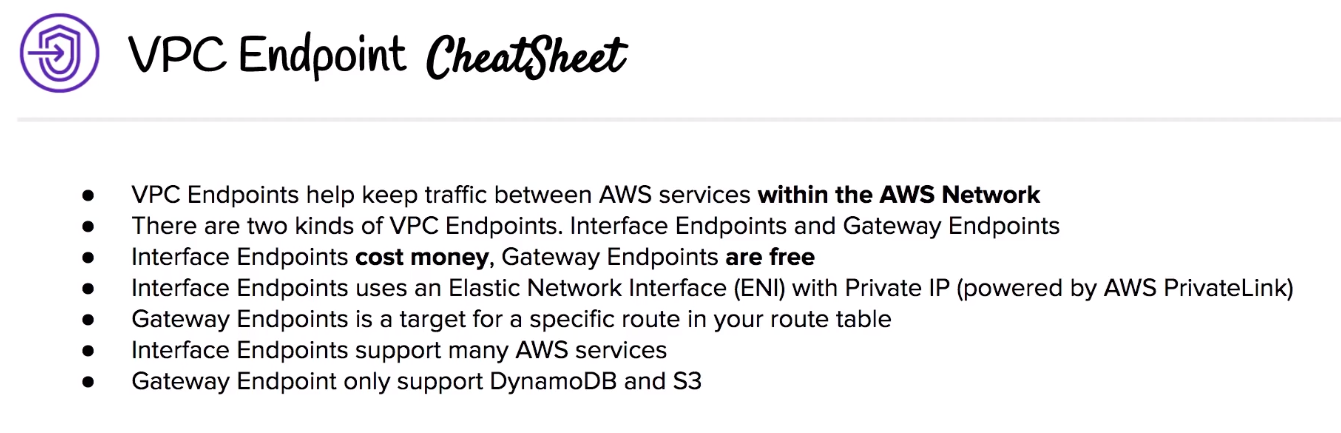 VPC Endpoint CheatSheet
● VPC Endpoints help keep traffic between AWS services within the AWS Network
● There are two kinds of VPC Endpoints. Interface Endpoints and Gateway Endpoints
● Interface Endpoints cost money, Gateway Endpoints are free
● Interface Endpoints uses an Elastic Network Interface (ENI) with Private IP (powered by AWS PrivateLink)
● Gateway Endpoints is a target for a specific route in your route table
● Interface Endpoints support many AWS services
● Gateway Endpoint only support DynamoDB and S3